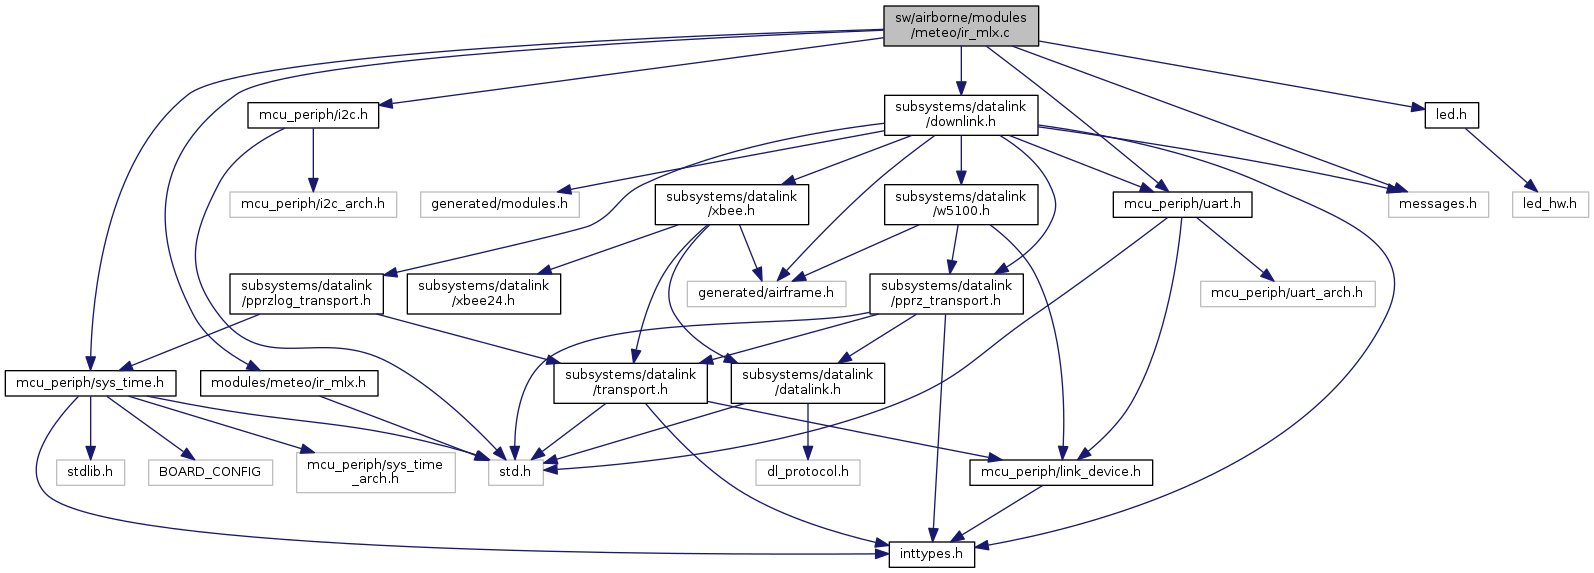 sw/airborne/modules
/meteo/ir_mlx.c
mcu_periph/i2c.h
subsystems/datalink
/downlink.h
led.h
mcu_periph/i2c_arch.h
generated/modules.h
subsystems/datalink
/xbee.h
subsystems/datalink
/w5100.h
mcu_periph/uart.h
messages.h
led_hw.h
subsystems/datalink
/pprzlog_transport.h
subsystems/datalink
/xbee24.h
generated/airframe.h
subsystems/datalink
/pprz_transport.h
mcu_periph/uart_arch.h
mcu_periph/sys_time.h
modules/meteo/ir_mlx.h
subsystems/datalink
/transport.h
subsystems/datalink
/datalink.h
stdlib.h
BOARD_CONFIG
mcu_periph/sys_time
_arch.h
std.h
dl_protocol.h
mcu_periph/link_device.h
inttypes.h